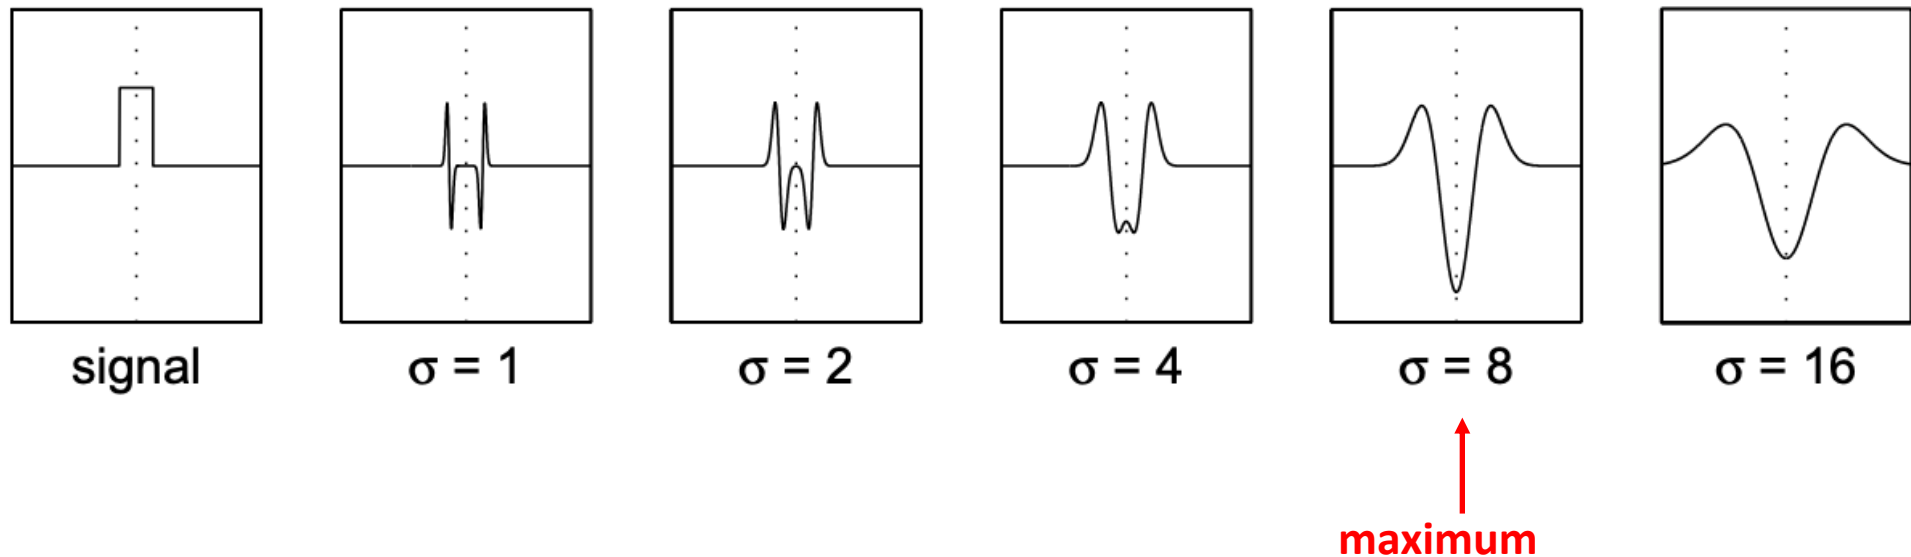 signal σ = 1 σ = 2 σ = 4 σ = 8 σ = 16
maximum